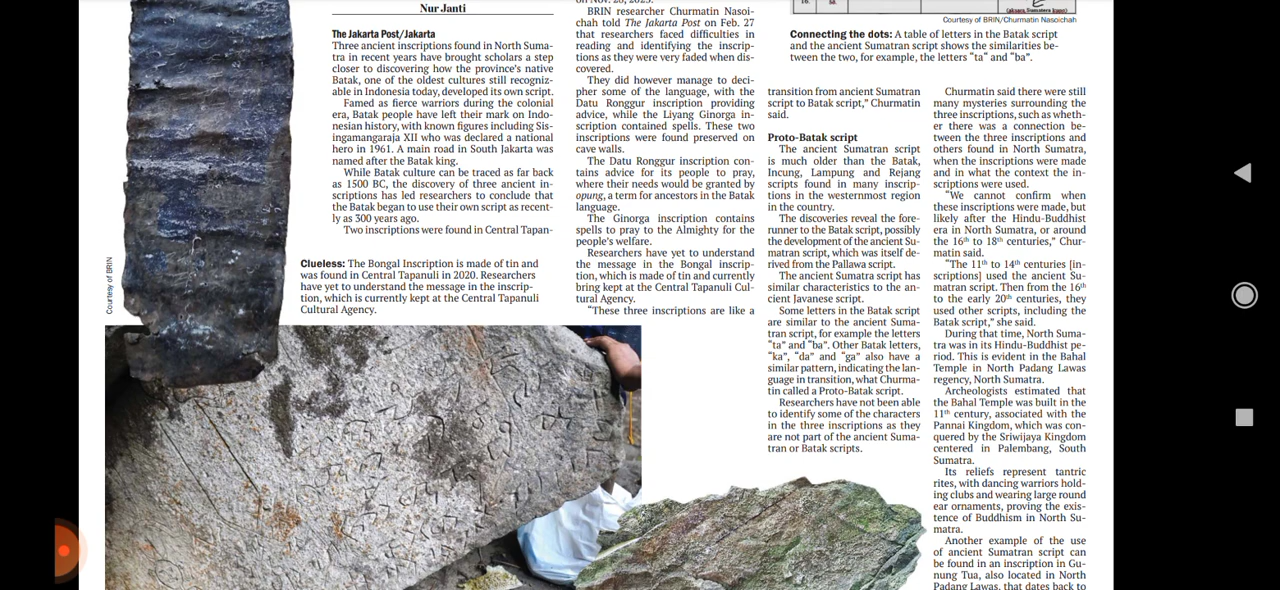 Nur Janti
The Jakarta Post/Jakarta
Three ancient inscriptions found in North Suma-
tra in recent years have brought scholars a step
closer to discovering how the province's native
Batak, one of the oldest cultures still recogniz-
able in Indonesia today, developed its own script.
Famed as fierce warriors during the colonial
era, Batak people have left their mark on Indo-
nesian history, with known figures including Sis-
ingamangaraja XII who was declared a national
hero in 1961. A main road in South Jakarta was
named after the Batak king.
While Batak culture can be traced as far back
as 1500 BC, the discovery of three ancient in-
scriptions has led researchers to conclude that
the Batak began to use their own script as recent-
ly as 300 years ago.
Two inscriptions were found in Central Tapan-
Courtesy of BRIN
Clueless: The Bongal Inscription is made of tin and
was found in Central Tapanuli in 2020. Researchers
have yet to understand the message in the inscrip-
tion, which is currently kept at the Central Tapanuli
Cultural Agency.
on Nov. 28, 2023.
BRIN researcher Churmatin Nasoi-
chah told The Jakarta Post on Feb. 27
that researchers faced difficulties in
reading and identifying the inscrip-
tions as they were very faded when dis-
covered.
They did however manage to deci-
pher some of the language, with the
Datu Ronggur inscription providing
advice, while the Liyang Ginorga in-
scription contained spells. These two
inscriptions were found preserved on
cave walls.
The Datu Ronggur inscription con-
tains advice for its people to pray,
where their needs would be granted by
opung, a term for ancestors in the Batak
language.
The Ginorga inscription contains
spells to pray to the Almighty for the
people's welfare.
Researchers have yet to understand
the message in the Bongal inscrip-
tion, which is made of tin and currently
bring kept at the Central Tapanuli Cul-
tural Agency.
“These three inscriptions are like a
16.
(aksara Sumatera kuno)
Courtesy of BRIN/Churmatin Nasoichah
Connecting the dots: A table of letters in the Batak script
and the ancient Sumatran script shows the similarities be-
tween the two, for example, the letters “ta“ and “ba”.
transition from ancient Sumatran
script to Batak script,” Churmatin
said.
Proto-Batak script
The ancient Sumatran script
is much older than the Batak,
Incung, Lampung and Rejang
scripts found in many inscrip-
tions in the westernmost region
in the country.
The discoveries reveal the fore-
runner to the Batak script, possibly
the development of the ancient Su-
matran script, which was itself de-
rived from the Pallawa script.
The ancient Sumatra script has
similar characteristics to the an-
cient Javanese script.
Some letters in the Batak script
are similar to the ancient Suma-
tran script, for example the letters
“ta” and “ba”. Other Batak letters,
“ka”, “da” and “ga” also have a
similar pattern, indicating the lan-
guage in transition, what Churma-
tin called a Proto-Batak script.
Researchers have not been able
to identify some of the characters
in the three inscriptions as they
are not part of the ancient Suma-
tran or Batak scripts.
Churmatin said there were still
many mysteries surrounding the
three inscriptions, such as wheth-
er there was a connection be-
tween the three inscriptions and
others found in North Sumatra,
when the inscriptions were made
and in what the context the in-
scriptions were used.
“We cannot confirm when
these inscriptions were made, but
likely after the Hindu-Buddhist
era in North Sumatra, or around
the 16th to 18th centuries,” Chur-
matin said.
“The 11th to 14th centuries [in-
scriptions] used the ancient Su-
matran script. Then from the 16th
to the early 20th centuries, they
used other scripts, including the
Batak script,” she said.
During that time, North Suma-
tra was in its Hindu-Buddhist pe-
riod. This is evident in the Bahal
Temple in North Padang Lawas
regency, North Sumatra.
Archeologists estimated that
the Bahal Temple was built in the
11th century, associated with the
Pannai Kingdom, which was con-
quered by the Sriwijaya Kingdom
centered in Palembang, South
Sumatra.
Its reliefs represent tantric
rites, with dancing warriors hold-
ing clubs and wearing large round
ear ornaments, proving the exis-
tence of Buddhism in North Su-
matra.
Another example of the use
of ancient Sumatran script can
be found in an inscription in Gu-
nung Tua, also located in North
Padang Lawas, that dates back to